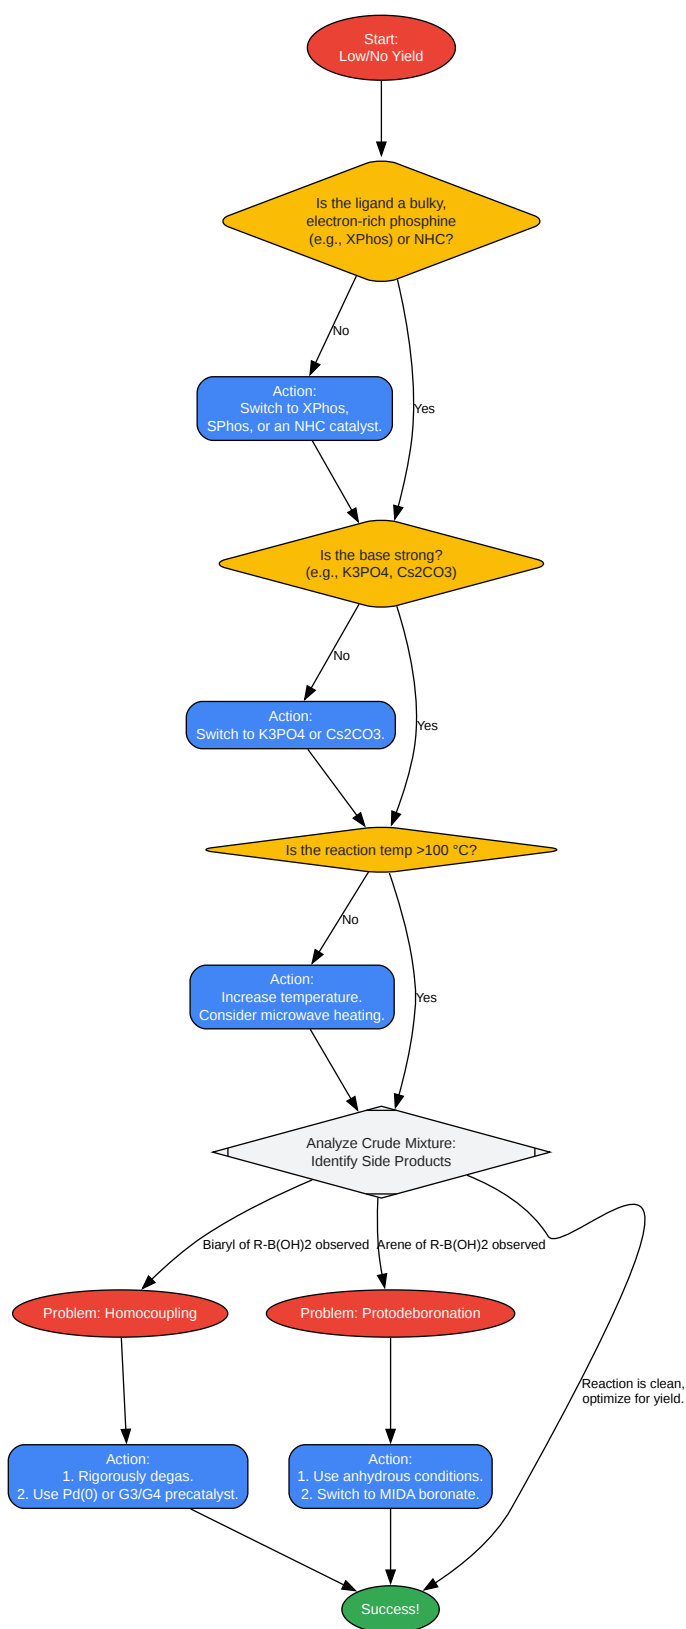 Start:
Low/No Yield
Is the ligand a bulky,
electron-rich phosphine
(e.g., XPhos) or NHC?
No
Action:
Switch to XPhos,
SPhos, or an NHC catalyst.
Yes
Is the base strong?
(e.g., K3PO4, Cs2CO3)
No
Action:
Switch to K3PO4 or Cs2CO3.
Yes
Is the reaction temp >100 °C?
No
Action:
Increase temperature.
Consider microwave heating.
Yes
Analyze Crude Mixture:
Identify Side Products
Biaryl of R-B(OH)2 observed
Arene of R-B(OH)2 observed
Problem: Homocoupling
Problem: Protodeboronation
Reaction is clean,
optimize for yield.
Action:
1. Rigorously degas.
2. Use Pd(0) or G3/G4 precatalyst.
Action:
1. Use anhydrous conditions.
2. Switch to MIDA boronate.
Success!